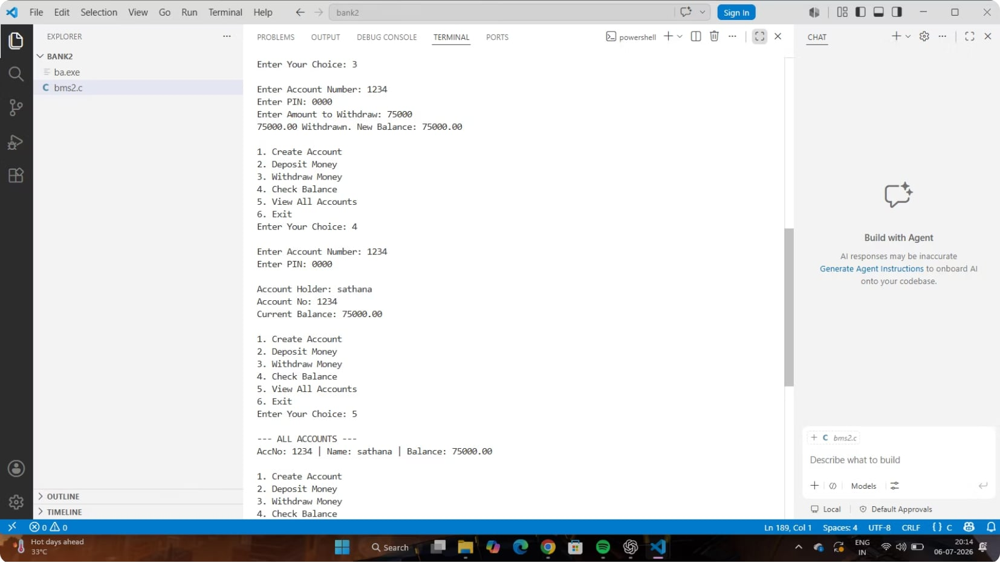 File Edit Selection View Go Run Terminal Help bank2 Sign In
EXPLORER
BANK2
ba.exe
C bms2.c
OUTLINE
TIMELINE
PROBLEMS OUTPUT DEBUG CONSOLE TERMINAL PORTS powershell
Enter Your Choice: 3
Enter Account Number: 1234
Enter PIN: 0000
Enter Amount to Withdraw: 75000
75000.00 Withdrawn. New Balance: 75000.00
1. Create Account
2. Deposit Money
3. Withdraw Money
4. Check Balance
5. View All Accounts
6. Exit
Enter Your Choice: 4
Enter Account Number: 1234
Enter PIN: 0000
Account Holder: sathana
Account No: 1234
Current Balance: 75000.00
1. Create Account
2. Deposit Money
3. Withdraw Money
4. Check Balance
5. View All Accounts
6. Exit
Enter Your Choice: 5
--- ALL ACCOUNTS ---
AccNo: 1234 | Name: sathana | Balance: 75000.00
1. Create Account
2. Deposit Money
3. Withdraw Money
4. Check Balance
CHAT
Build with Agent
AI responses may be inaccurate
Generate Agent Instructions to onboard AI
onto your codebase.
C bms2.c
Describe what to build
Models
Local Default Approvals
0 0 Ln 189, Col 1 Spaces: 4 UTF-8 CRLF {} C
Hot days ahead
33°C
Search
ENG
IN
20:14
06-07-2026